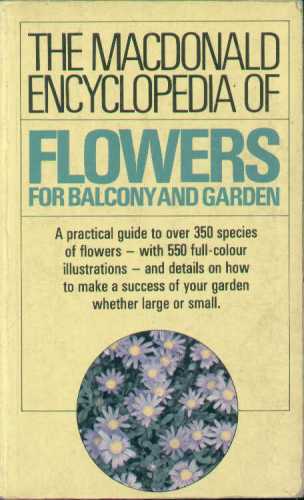 THE MACDONALD
ENCYCLOPEDIA OF
FLOWERS
FOR BALCONY AND GARDEN
A practical guide to over 350 species
of flowers – with 550 full-colour
illustrations – and details on how
to make a success of your garden
whether large or small.